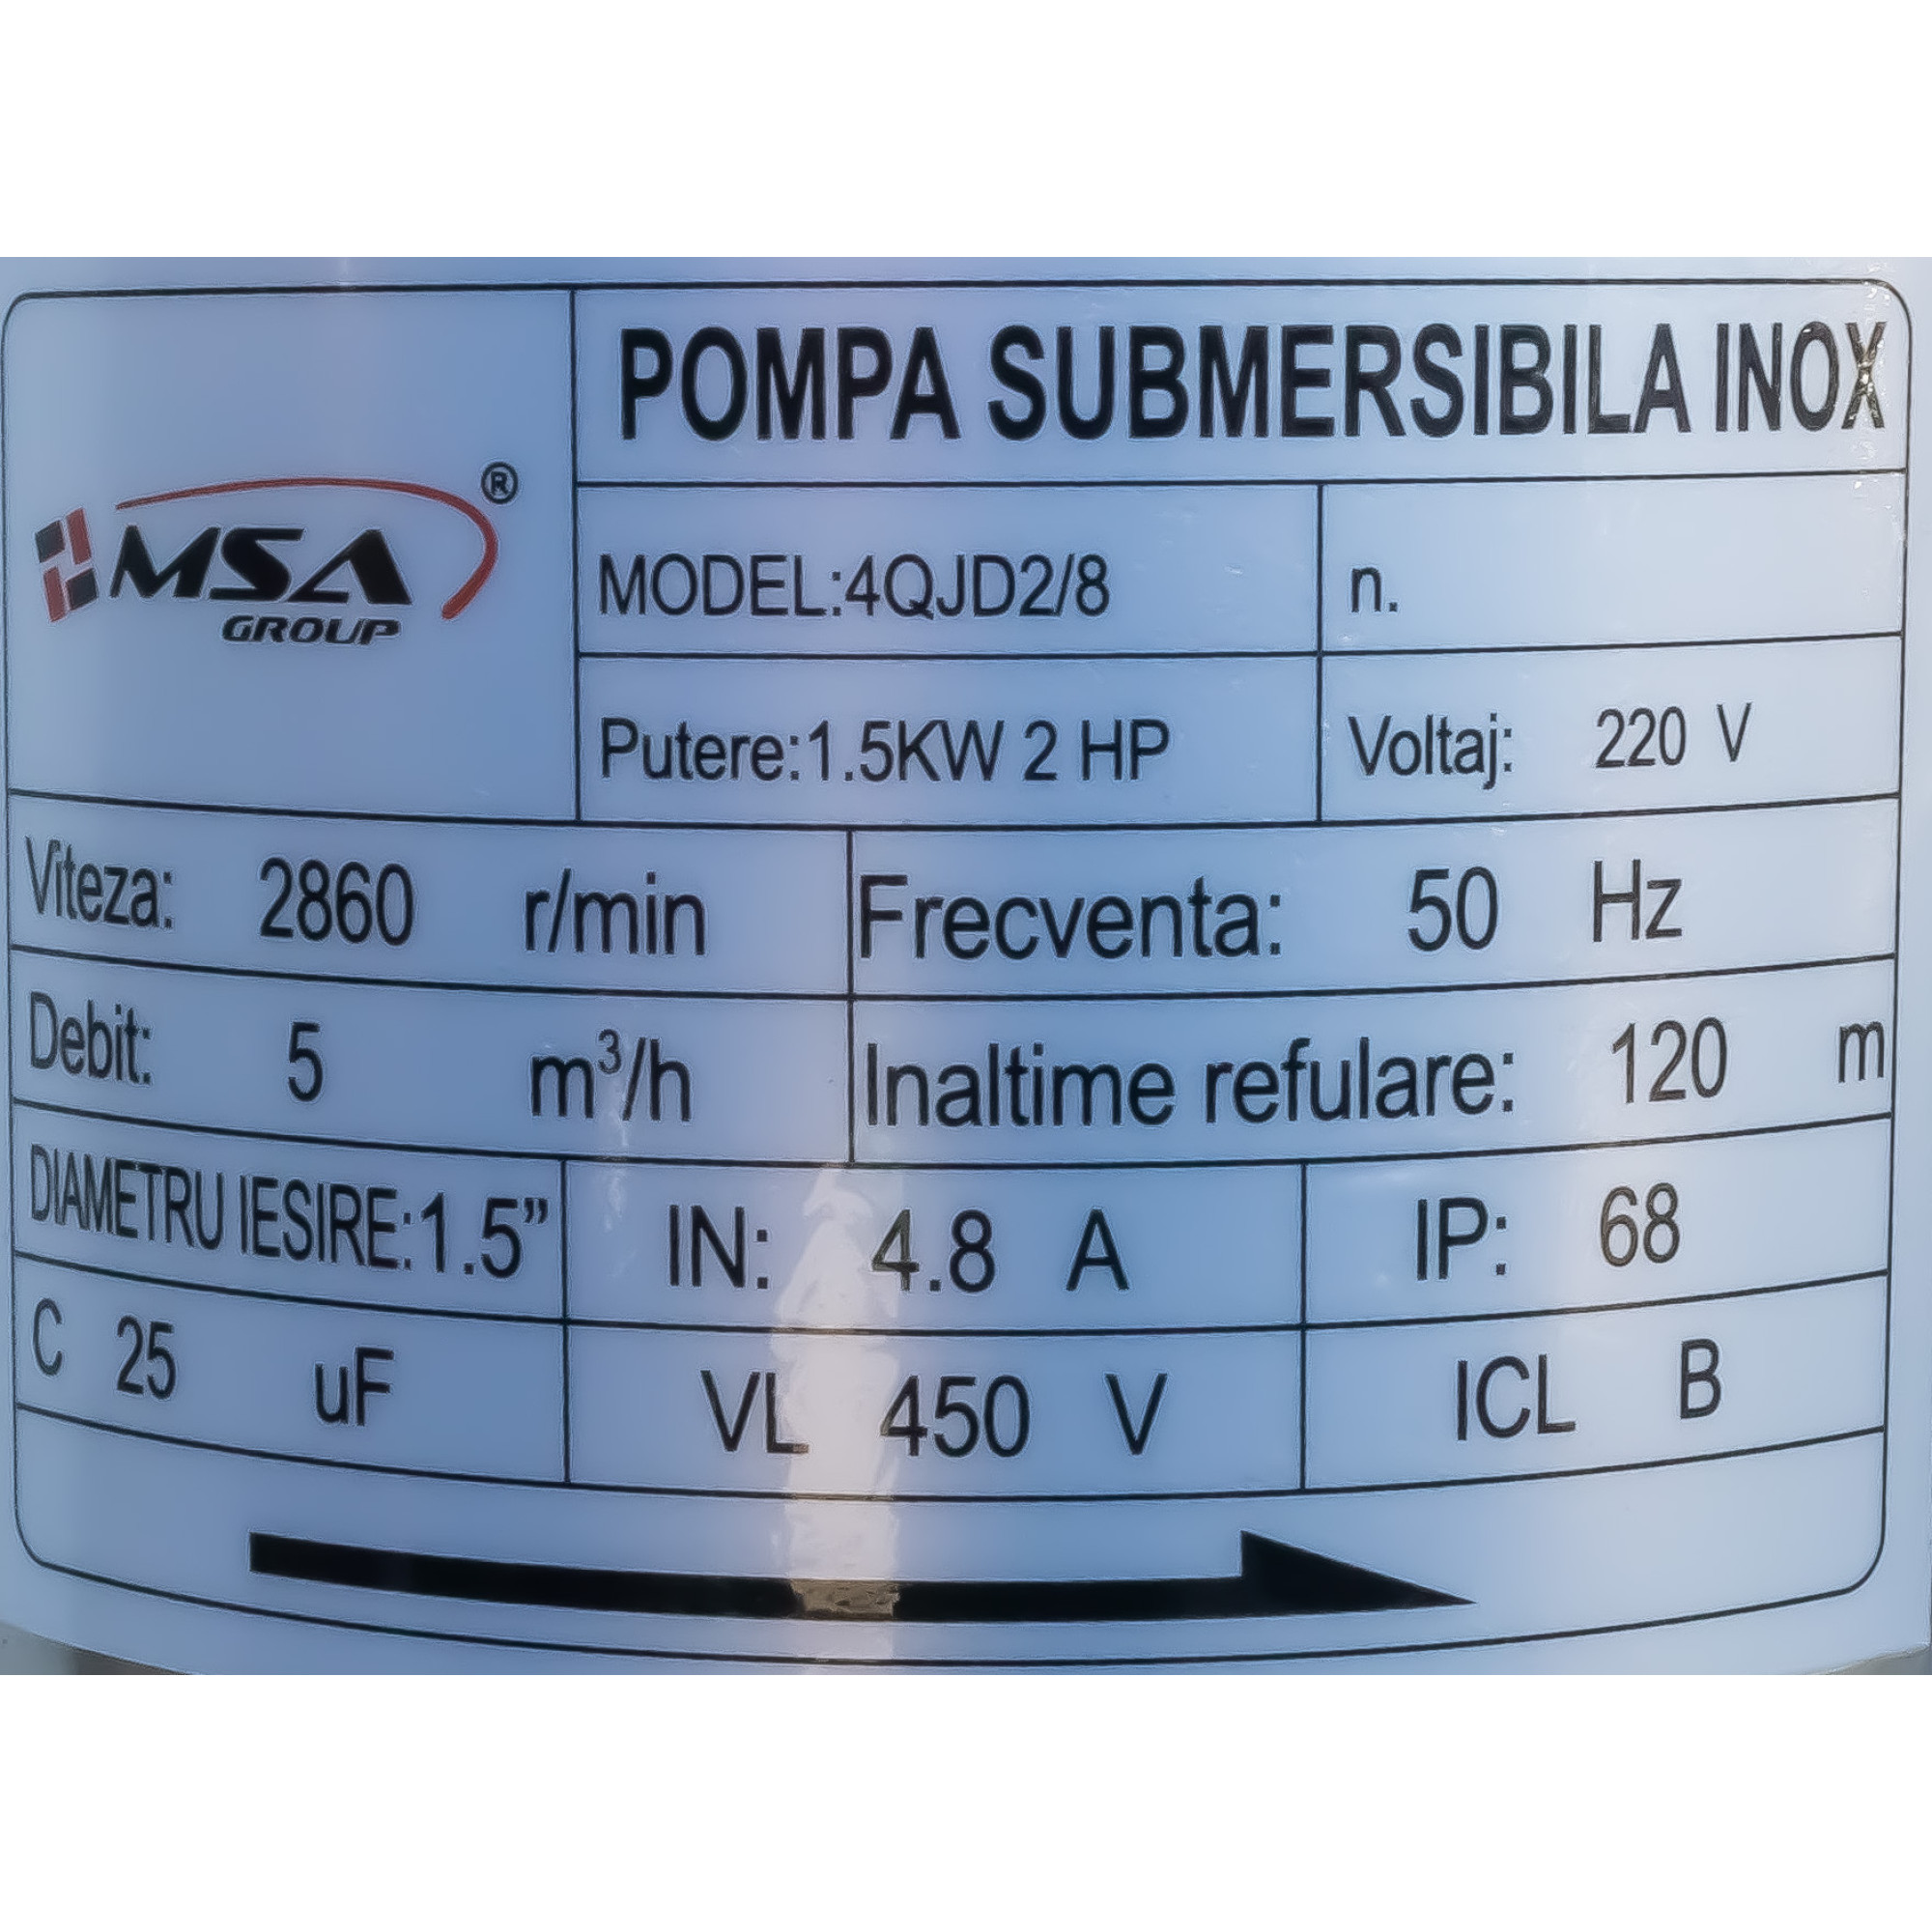 POMPA SUBMERSIBILA INOX
®
MSA
GROUP
MODEL:4QJD2/8 n.
Putere:1.5KW 2 HP Voltaj: 220 V
Viteza: 2860 r/min Frecventa: 50 Hz
Debit: 5 m³/h Inaltime refulare: 120 m
DIAMETRU IESIRE:1.5” IN: 4.8 A IP: 68
C 25 uF VL 450 V ICL B